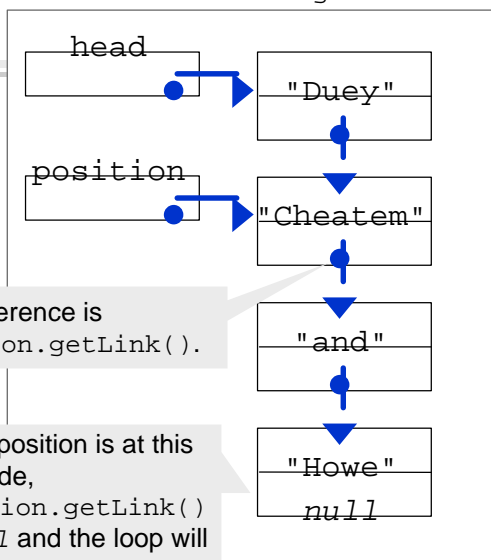 head
"Duey"
position
"Cheatem"
erence is
on.getLink().
"and"
position is at this
de,
ion.getLink()
and the loop will
"Howe"
null